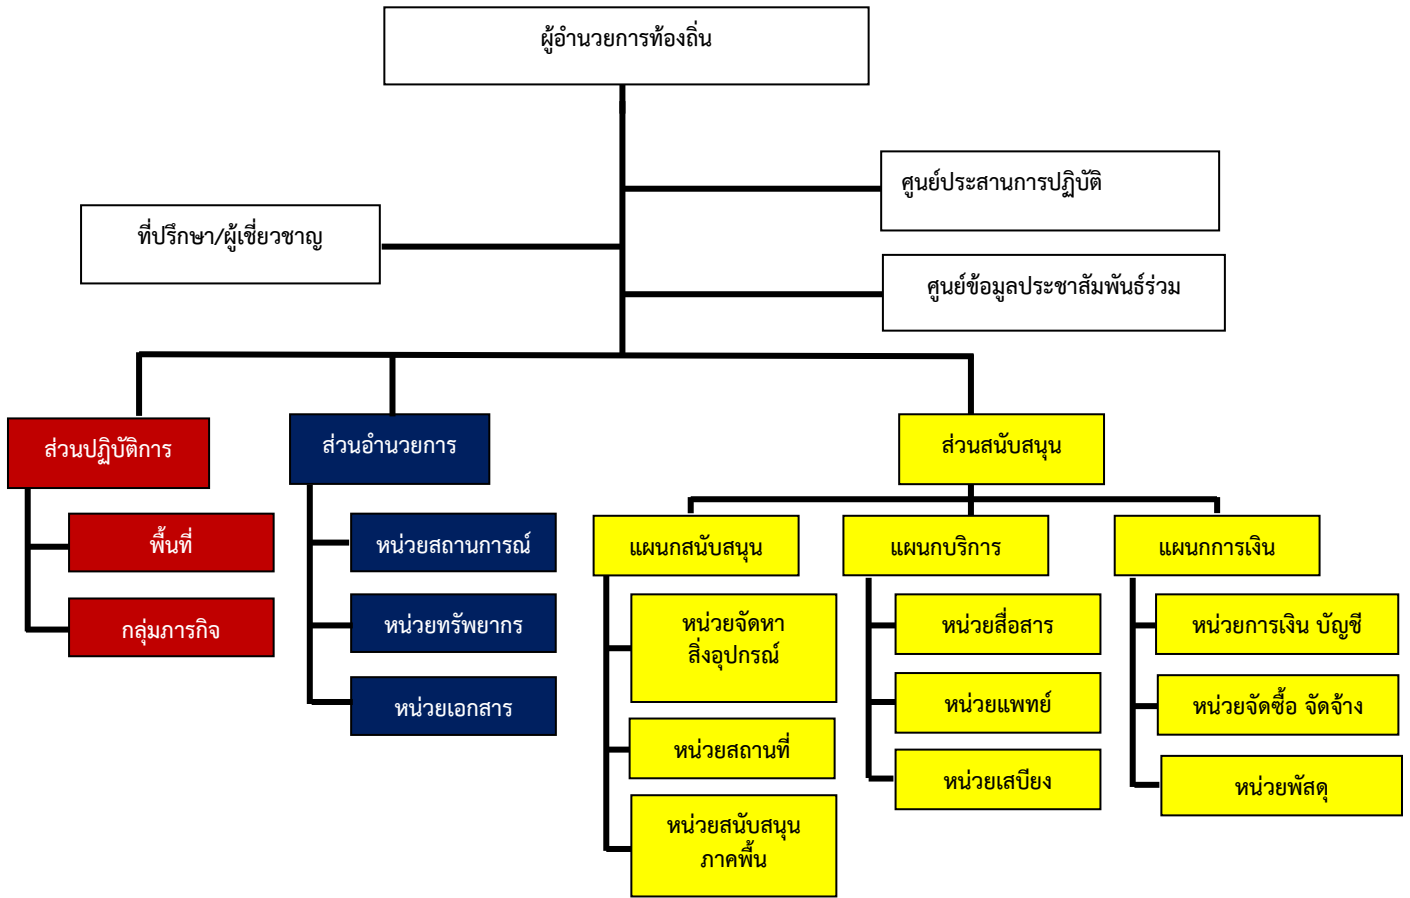 ผู้อำนวยการท้องถิ่น
ศูนย์ประสานการปฏิบัติ
ที่ปรึกษา/ผู้เชี่ยวชาญ
ศูนย์ข้อมูลประชาสัมพันธ์ร่วม
ส่วนปฏิบัติการ
พื้นที่
กลุ่มภารกิจ
ส่วนอำนวยการ
หน่วยสถานการณ์
หน่วยทรัพยากร
หน่วยเอกสาร
ส่วนสนับสนุน
แผนกสนับสนุน
หน่วยจัดหา
สิ่งอุปกรณ์
หน่วยสถานที่
หน่วยสนับสนุน
ภาคพื้น
แผนกบริการ
หน่วยสื่อสาร
หน่วยแพทย์
หน่วยเสบียง
แผนกการเงิน
หน่วยการเงิน บัญชี
หน่วยจัดซื้อ จัดจ้าง
หน่วยพัสดุ